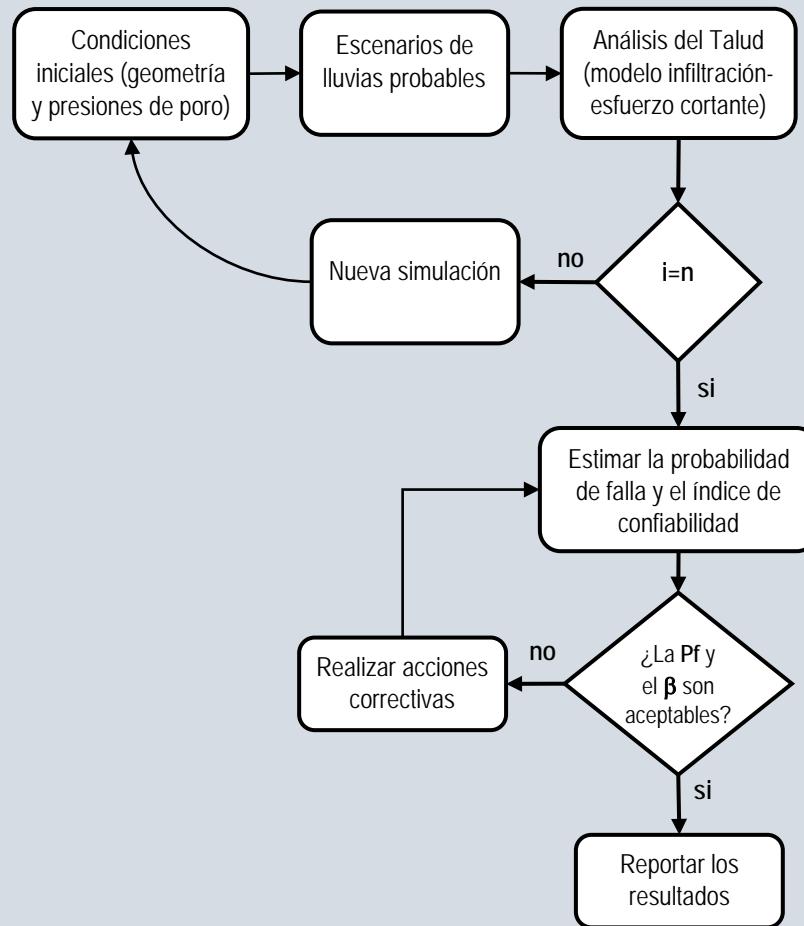 Condiciones
iniciales (geometría
y presiones de poro)
Escenarios de
lluvias probables
Análisis del Talud
(modelo infiltración-
esfuerzo cortante)
Nueva simulación
no
i=n
si
Estimar la probabilidad
de falla y el índice de
confiabilidad
Realizar acciones
correctivas
no
¿La Pf y
el β son
aceptables?
si
Reportar los
resultados